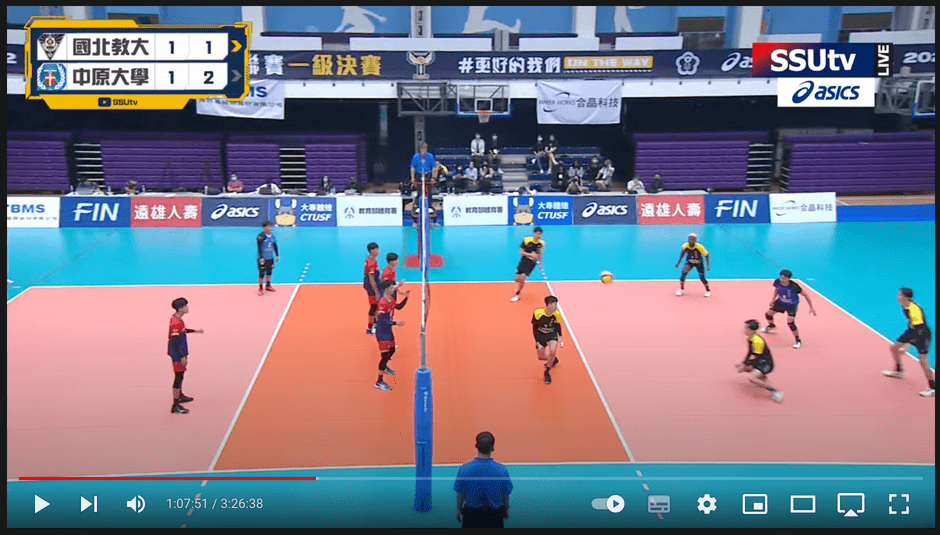 國北教大 1 1
中原大學 1 2
SSUtv
聯賽一級決賽
#更好的我們 ON THE WAY
SSUtv LIVE
asics
合晶科技
TBMS
FIN
遠雄人壽
asics
大專體總
CTUSF
教育部體育署
教育部體育署
大專體總
CTUSF
asics
遠雄人壽
FIN
合晶科技
1:07:51 / 3:26:38